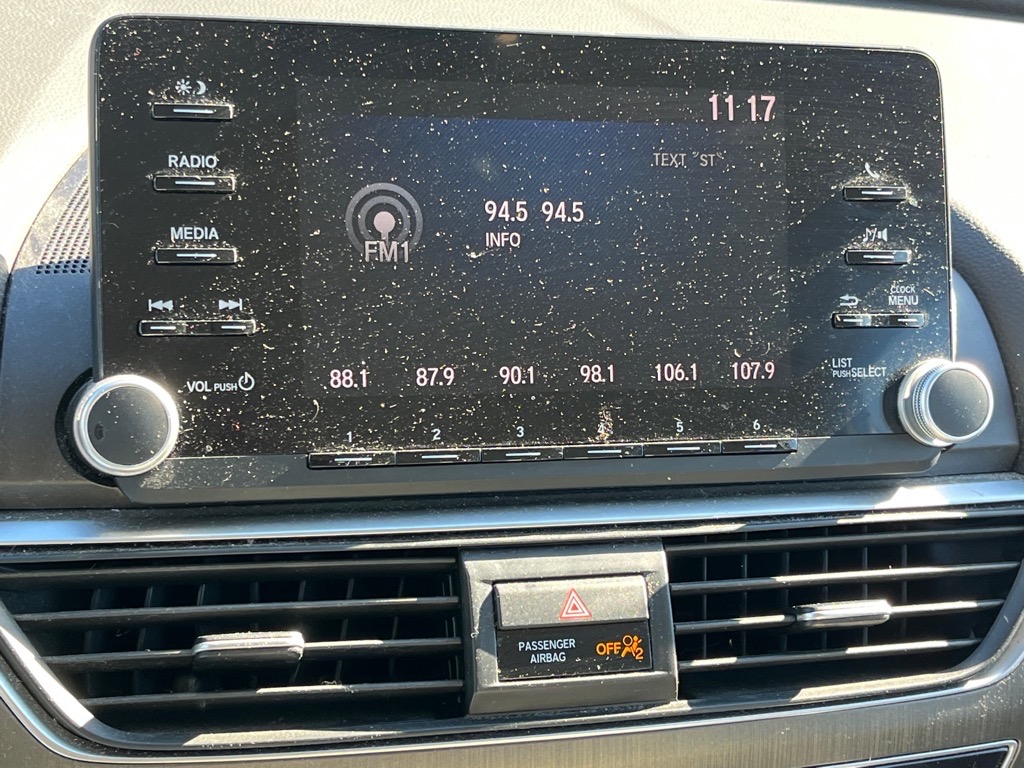 11:17
RADIO
TEXT "ST"
94.5 94.5
MEDIA
INFO
FM1
CLOCK
MENU
VOL PUSH
LIST
PUSH SELECT
88.1 87.9 90.1 98.1 106.1 107.9
1 2 3 4 5 6
PASSENGER
AIRBAG
OFF 2